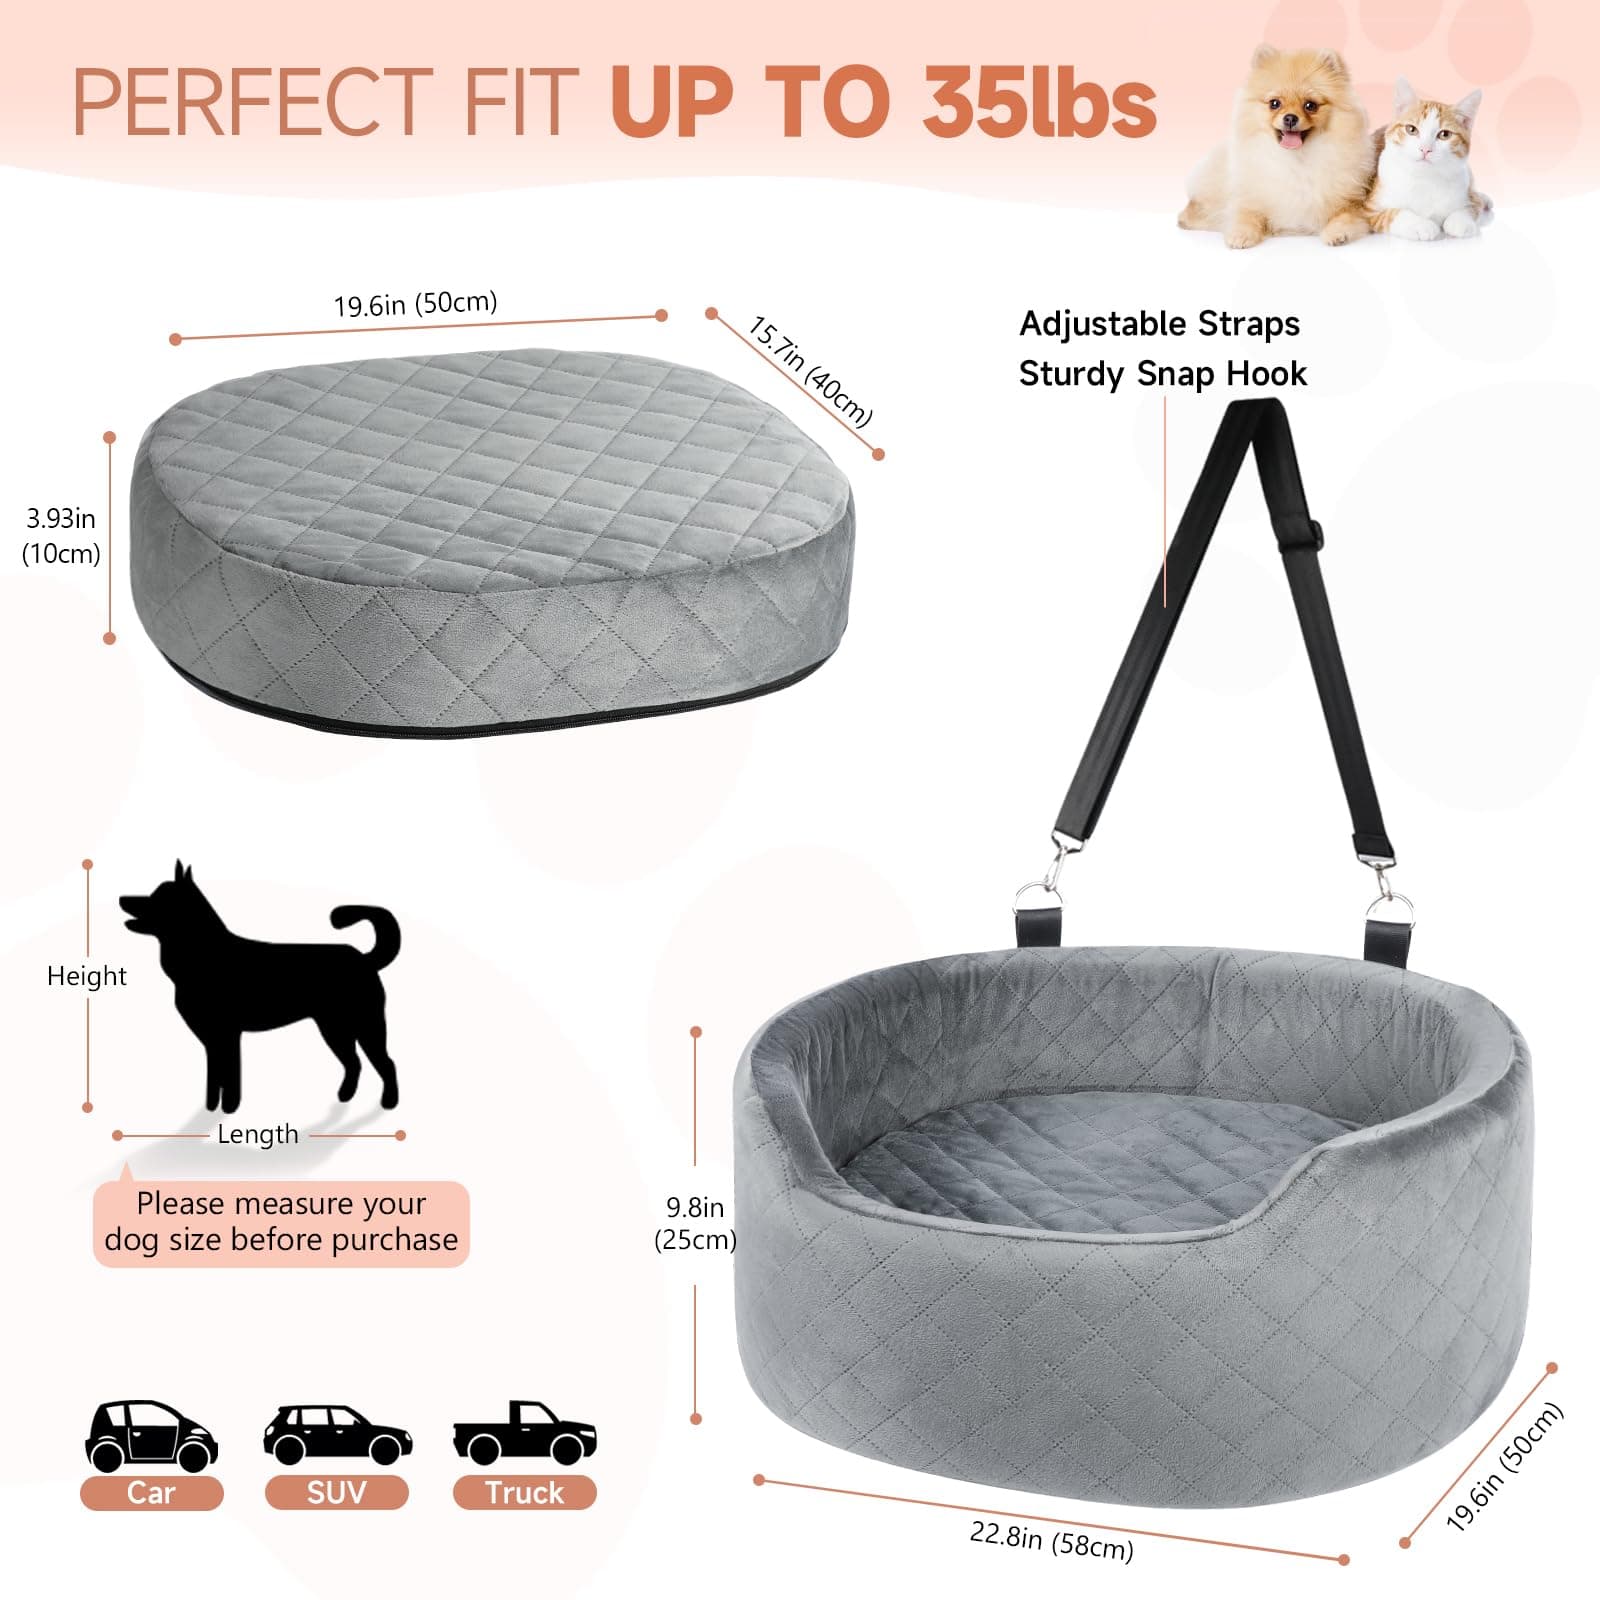 PERFECT FIT UP TO 35lbs
19.6in (50cm)
15.7in (40cm)
3.93in
(10cm)
Adjustable Straps
Sturdy Snap Hook
Height
Length
Please measure your
dog size before purchase
9.8in
(25cm)
Car
SUV
Truck
22.8in (58cm)
19.6in (50cm)